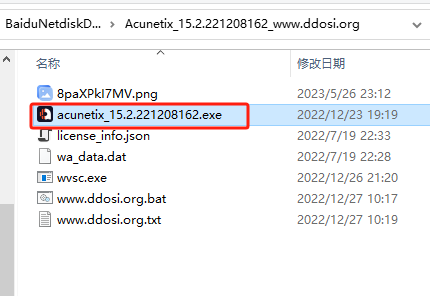 BaiduNetdiskD... > Acunetix_15.2.221208162_www.ddosi.org
名称 修改日期
8paXPkI7MV.png 2023/5/26 23:12
acunetix_15.2.221208162.exe 2022/12/23 19:19
license_info.json 2022/7/19 22:33
wa_data.dat 2022/7/19 22:28
wvsc.exe 2022/12/26 21:20
www.ddosi.org.bat 2022/12/27 10:17
www.ddosi.org.txt 2022/12/27 10:19